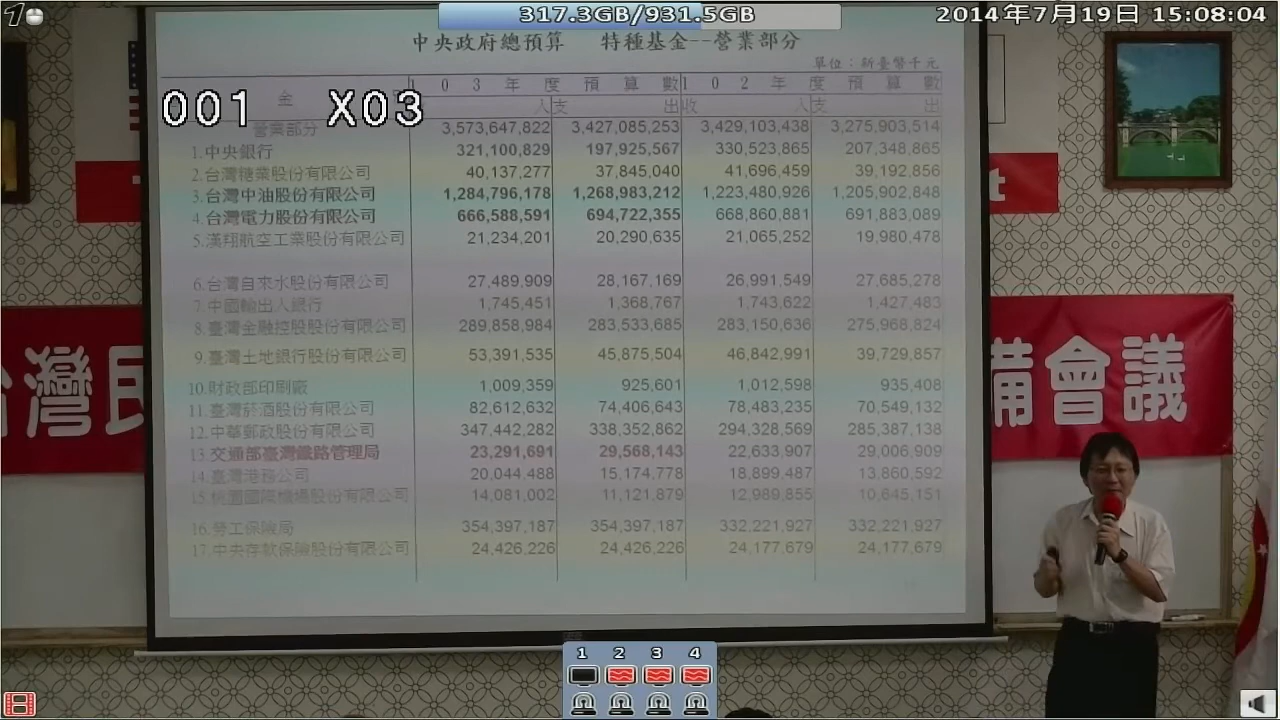 317.3GB/931.5GB
2014年7月19日 15:08:04
中央政府總預算 特種基金--營業部分
單位：新臺幣千元
103年度預算數 102年度預算數
001 X03
金
入 支 出 收 入 支 出
營業部分 3,573,647,822 3,427,085,253 3,429,103,438 3,275,903,514
1.中央銀行 321,100,829 197,925,567 330,523,865 207,348,865
2.台灣糖業股份有限公司 40,137,277 37,845,040 41,696,459 39,192,856
3.台灣中油股份有限公司 1,284,796,178 1,268,983,212 1,223,480,926 1,205,902,848
4.台灣電力股份有限公司 666,588,591 694,722,355 668,860,881 691,883,089
5.漢翔航空工業股份有限公司 21,234,201 20,290,635 21,065,252 19,980,478
6.台灣自來水股份有限公司 27,489,909 28,167,169 26,991,549 27,685,278
7.中國輸出入銀行 1,745,451 1,368,767 1,743,622 1,427,483
8.臺灣金融控股股份有限公司 289,858,984 283,533,685 283,150,636 275,968,824
9.臺灣土地銀行股份有限公司 53,391,535 45,875,504 46,842,991 39,729,857
10.財政部印刷廠 1,009,359 925,601 1,012,598 935,408
11.臺灣菸酒股份有限公司 82,612,632 74,406,643 78,483,235 70,549,132
12.中華郵政股份有限公司 347,442,282 338,352,862 294,328,569 285,387,138
13.交通部臺灣鐵路管理局 23,291,691 29,568,143 22,633,907 29,006,909
14.臺灣港務公司 20,044,488 15,174,778 18,899,487 13,860,592
15.桃園國際機場股份有限公司 14,081,002 11,121,879 12,989,855 10,645,151
16.勞工保險局 354,397,187 354,397,187 332,221,927 332,221,927
17.中央存款保險股份有限公司 24,426,226 24,426,226 24,177,679 24,177,679
台灣民
備會議
t
1 2 3 4